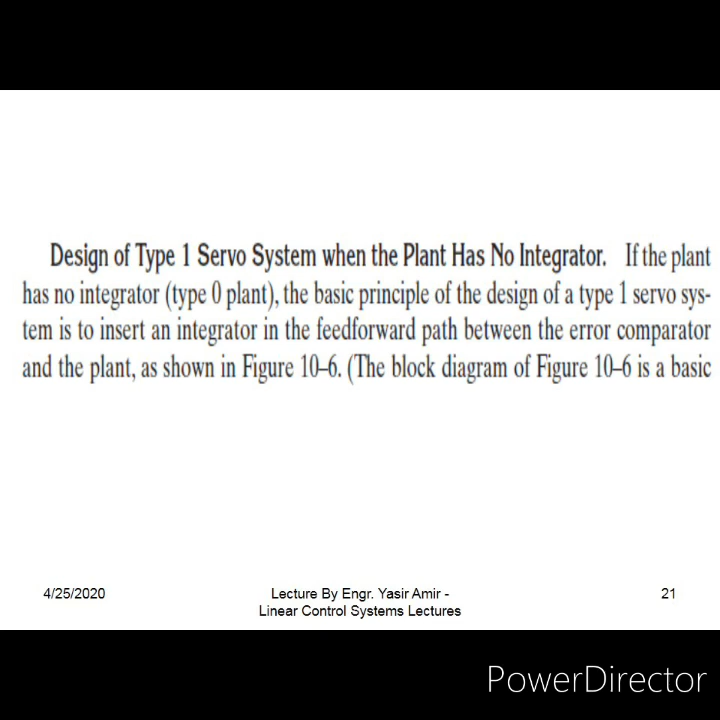 Design of Type 1 Servo System when the Plant Has No Integrator. If the plant
has no integrator (type 0 plant), the basic principle of the design of a type 1 servo sys-
tem is to insert an integrator in the feedforward path between the error comparator
and the plant, as shown in Figure 10–6. (The block diagram of Figure 10–6 is a basic
4/25/2020
Lecture By Engr. Yasir Amir -
Linear Control Systems Lectures
21
PowerDirector